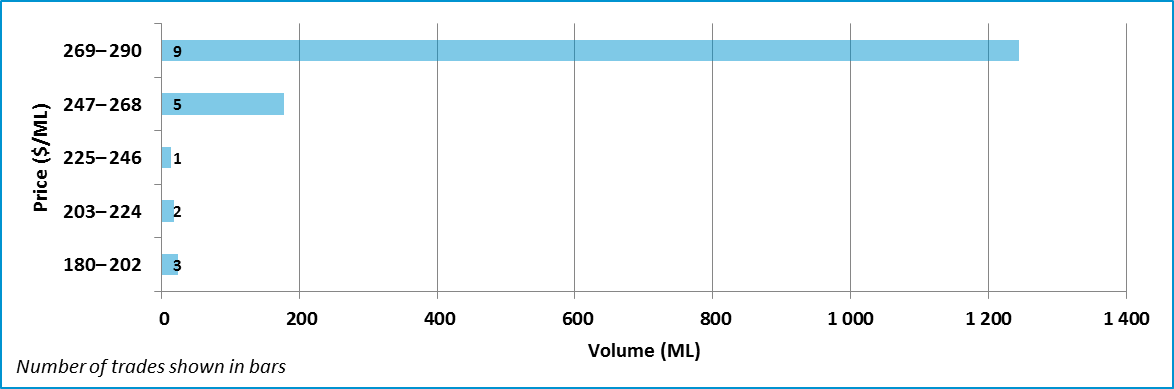 Price ($/ML)
269–290 9
247–268 5
225–246 1
203–224 2
180–202 3
0 200 400 600 800 1 000 1 200 1 400
Volume (ML)
Number of trades shown in bars